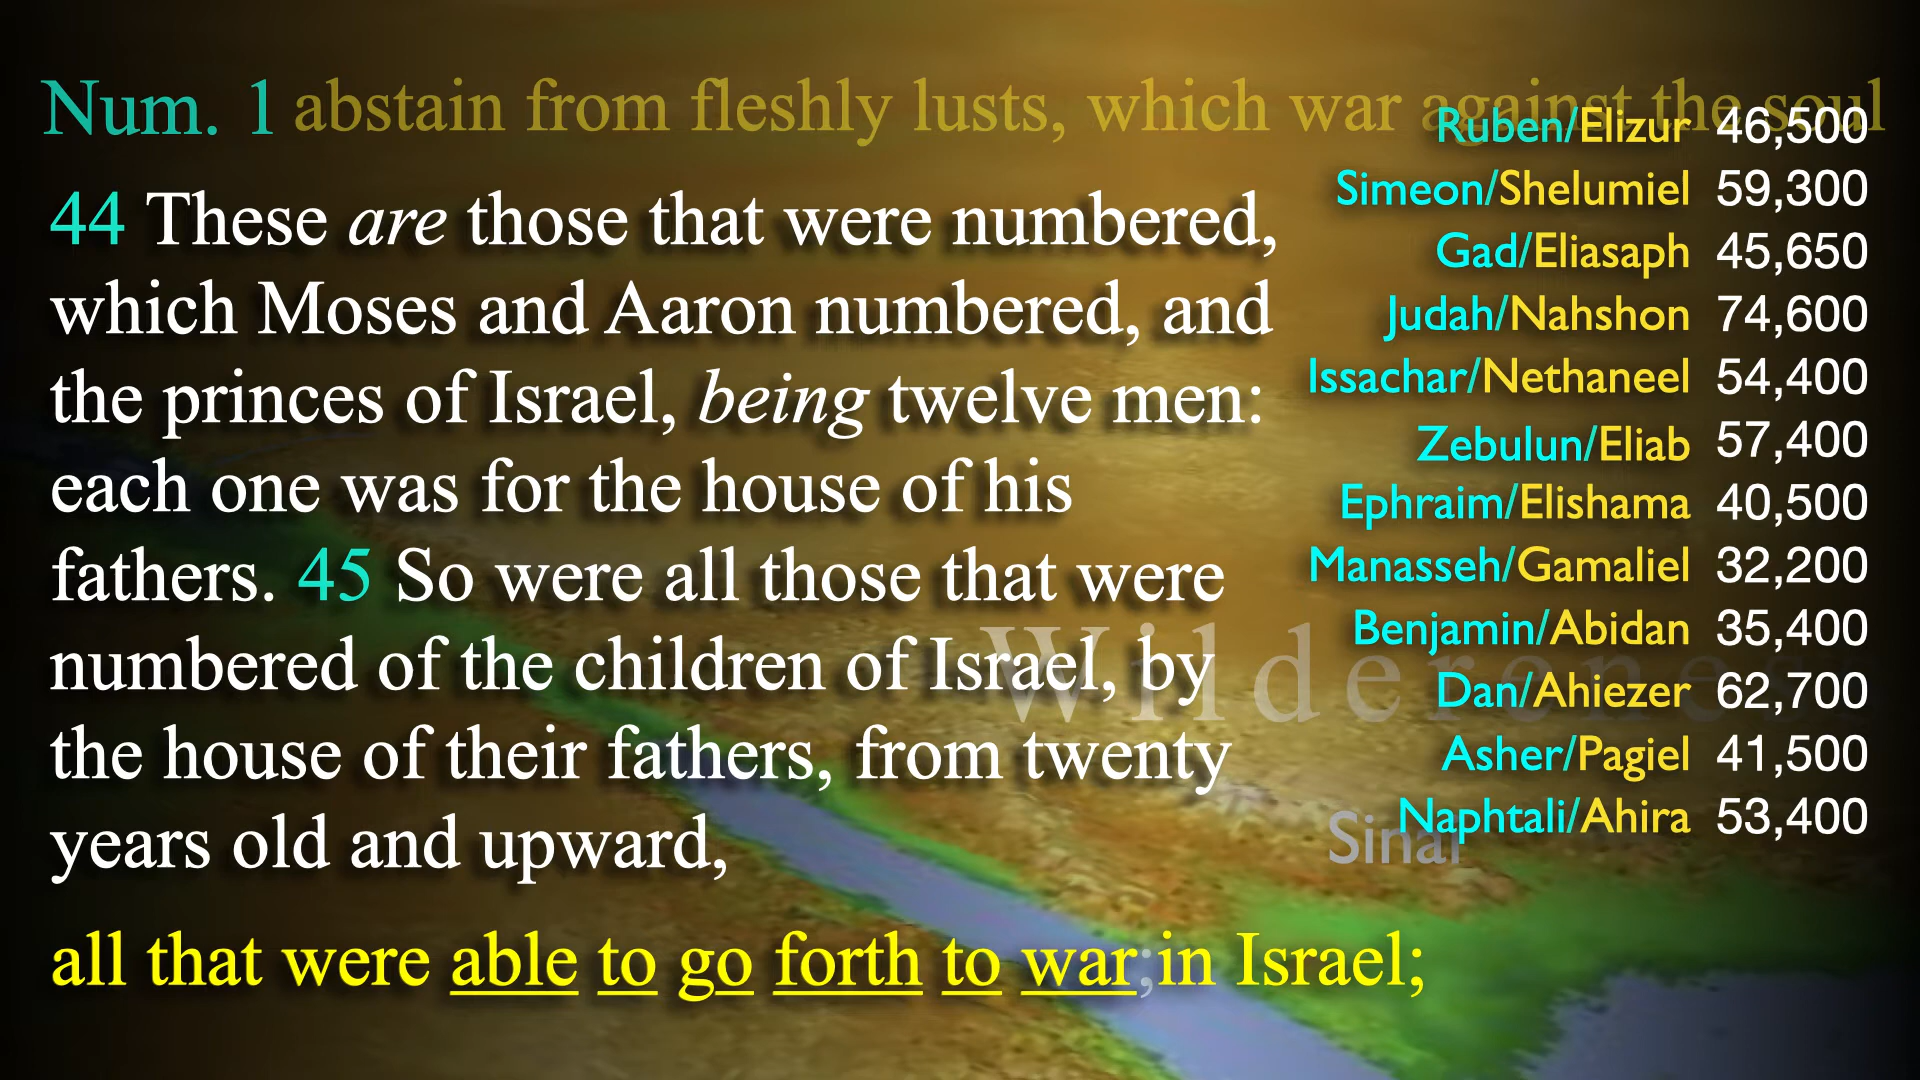 Num. 1 abstain from fleshly lusts, which war against the soul
44 These are those that were numbered,
which Moses and Aaron numbered, and
the princes of Israel, being twelve men:
each one was for the house of his
fathers. 45 So were all those that were
numbered of the children of Israel, by
the house of their fathers, from twenty
years old and upward,
all that were able to go forth to war;in Israel;
Ruben/Elizur 46,500
Simeon/Shelumiel 59,300
Gad/Eliasaph 45,650
Judah/Nahshon 74,600
Issachar/Nethaneel 54,400
Zebulun/Eliab 57,400
Ephraim/Elishama 40,500
Manasseh/Gamaliel 32,200
Benjamin/Abidan 35,400
Dan/Ahiezer 62,700
Asher/Pagiel 41,500
Naphtali/Ahira 53,400
Sinai